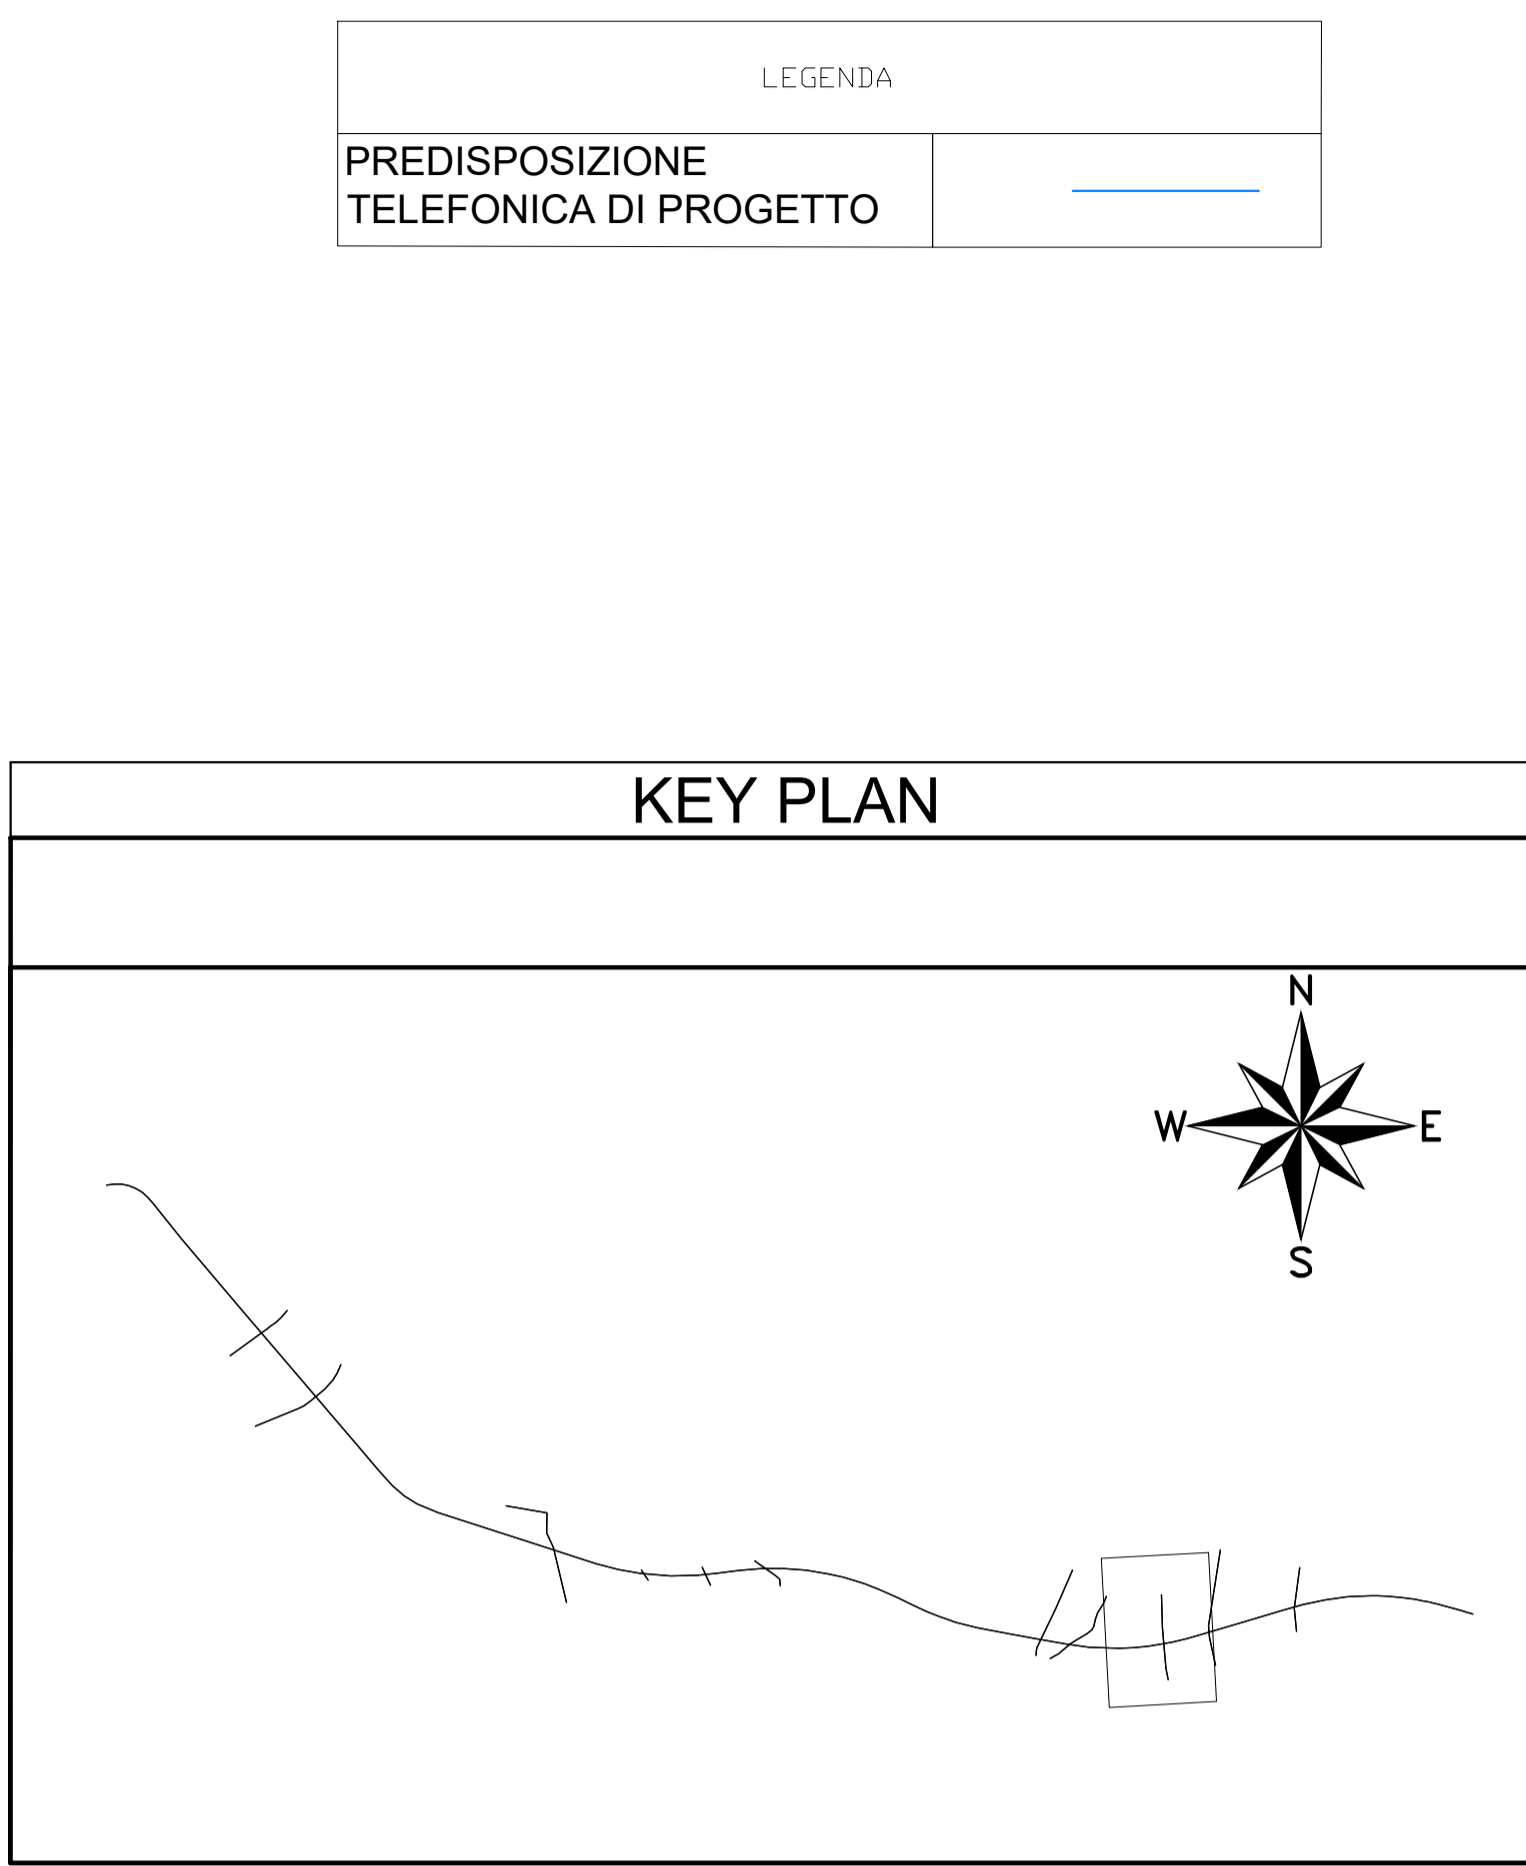 LEGENDA
PREDISPOSIZIONE
TELEFONICA DI PROGETTO
KEY PLAN
N
W
E
S